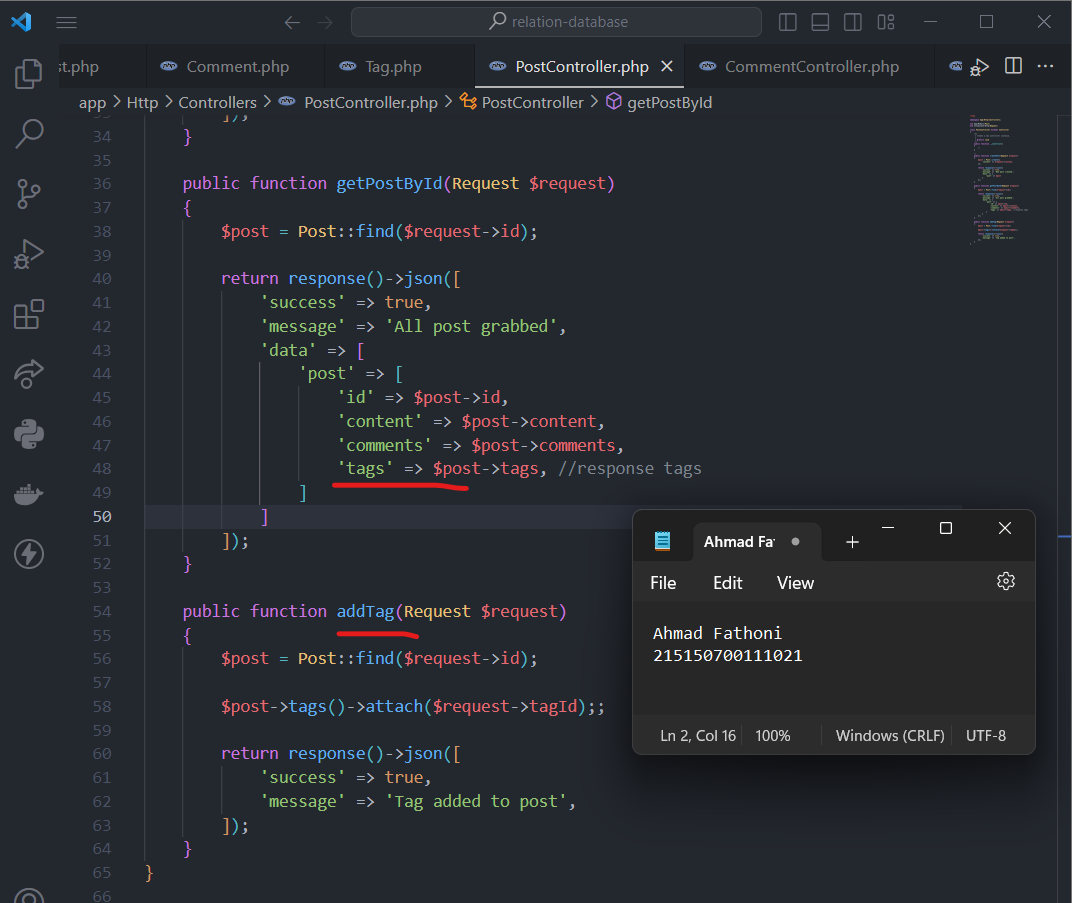 relation-database
st.php Comment.php Tag.php PostController.php CommentController.php
app > Http > Controllers > PostController.php > PostController > getPostById
33 ]);
34 }
35
36 public function getPostById(Request $request)
37 {
38 $post = Post::find($request->id);
39
40 return response()->json([
41 'success' => true,
42 'message' => 'All post grabbed',
43 'data' => [
44 'post' => [
45 'id' => $post->id,
46 'content' => $post->content,
47 'comments' => $post->comments,
48 'tags' => $post->tags, //response tags
49 ]
50 ]
51 ]);
52 }
53
54 public function addTag(Request $request)
55 {
56 $post = Post::find($request->id);
57
58 $post->tags()->attach($request->tagId);;
59
60 return response()->json([
61 'success' => true,
62 'message' => 'Tag added to post',
63 ]);
64 }
65 }
66
Ahmad Fa
File Edit View
Ahmad Fathoni
215150700111021
Ln 2, Col 16 100% Windows (CRLF) UTF-8